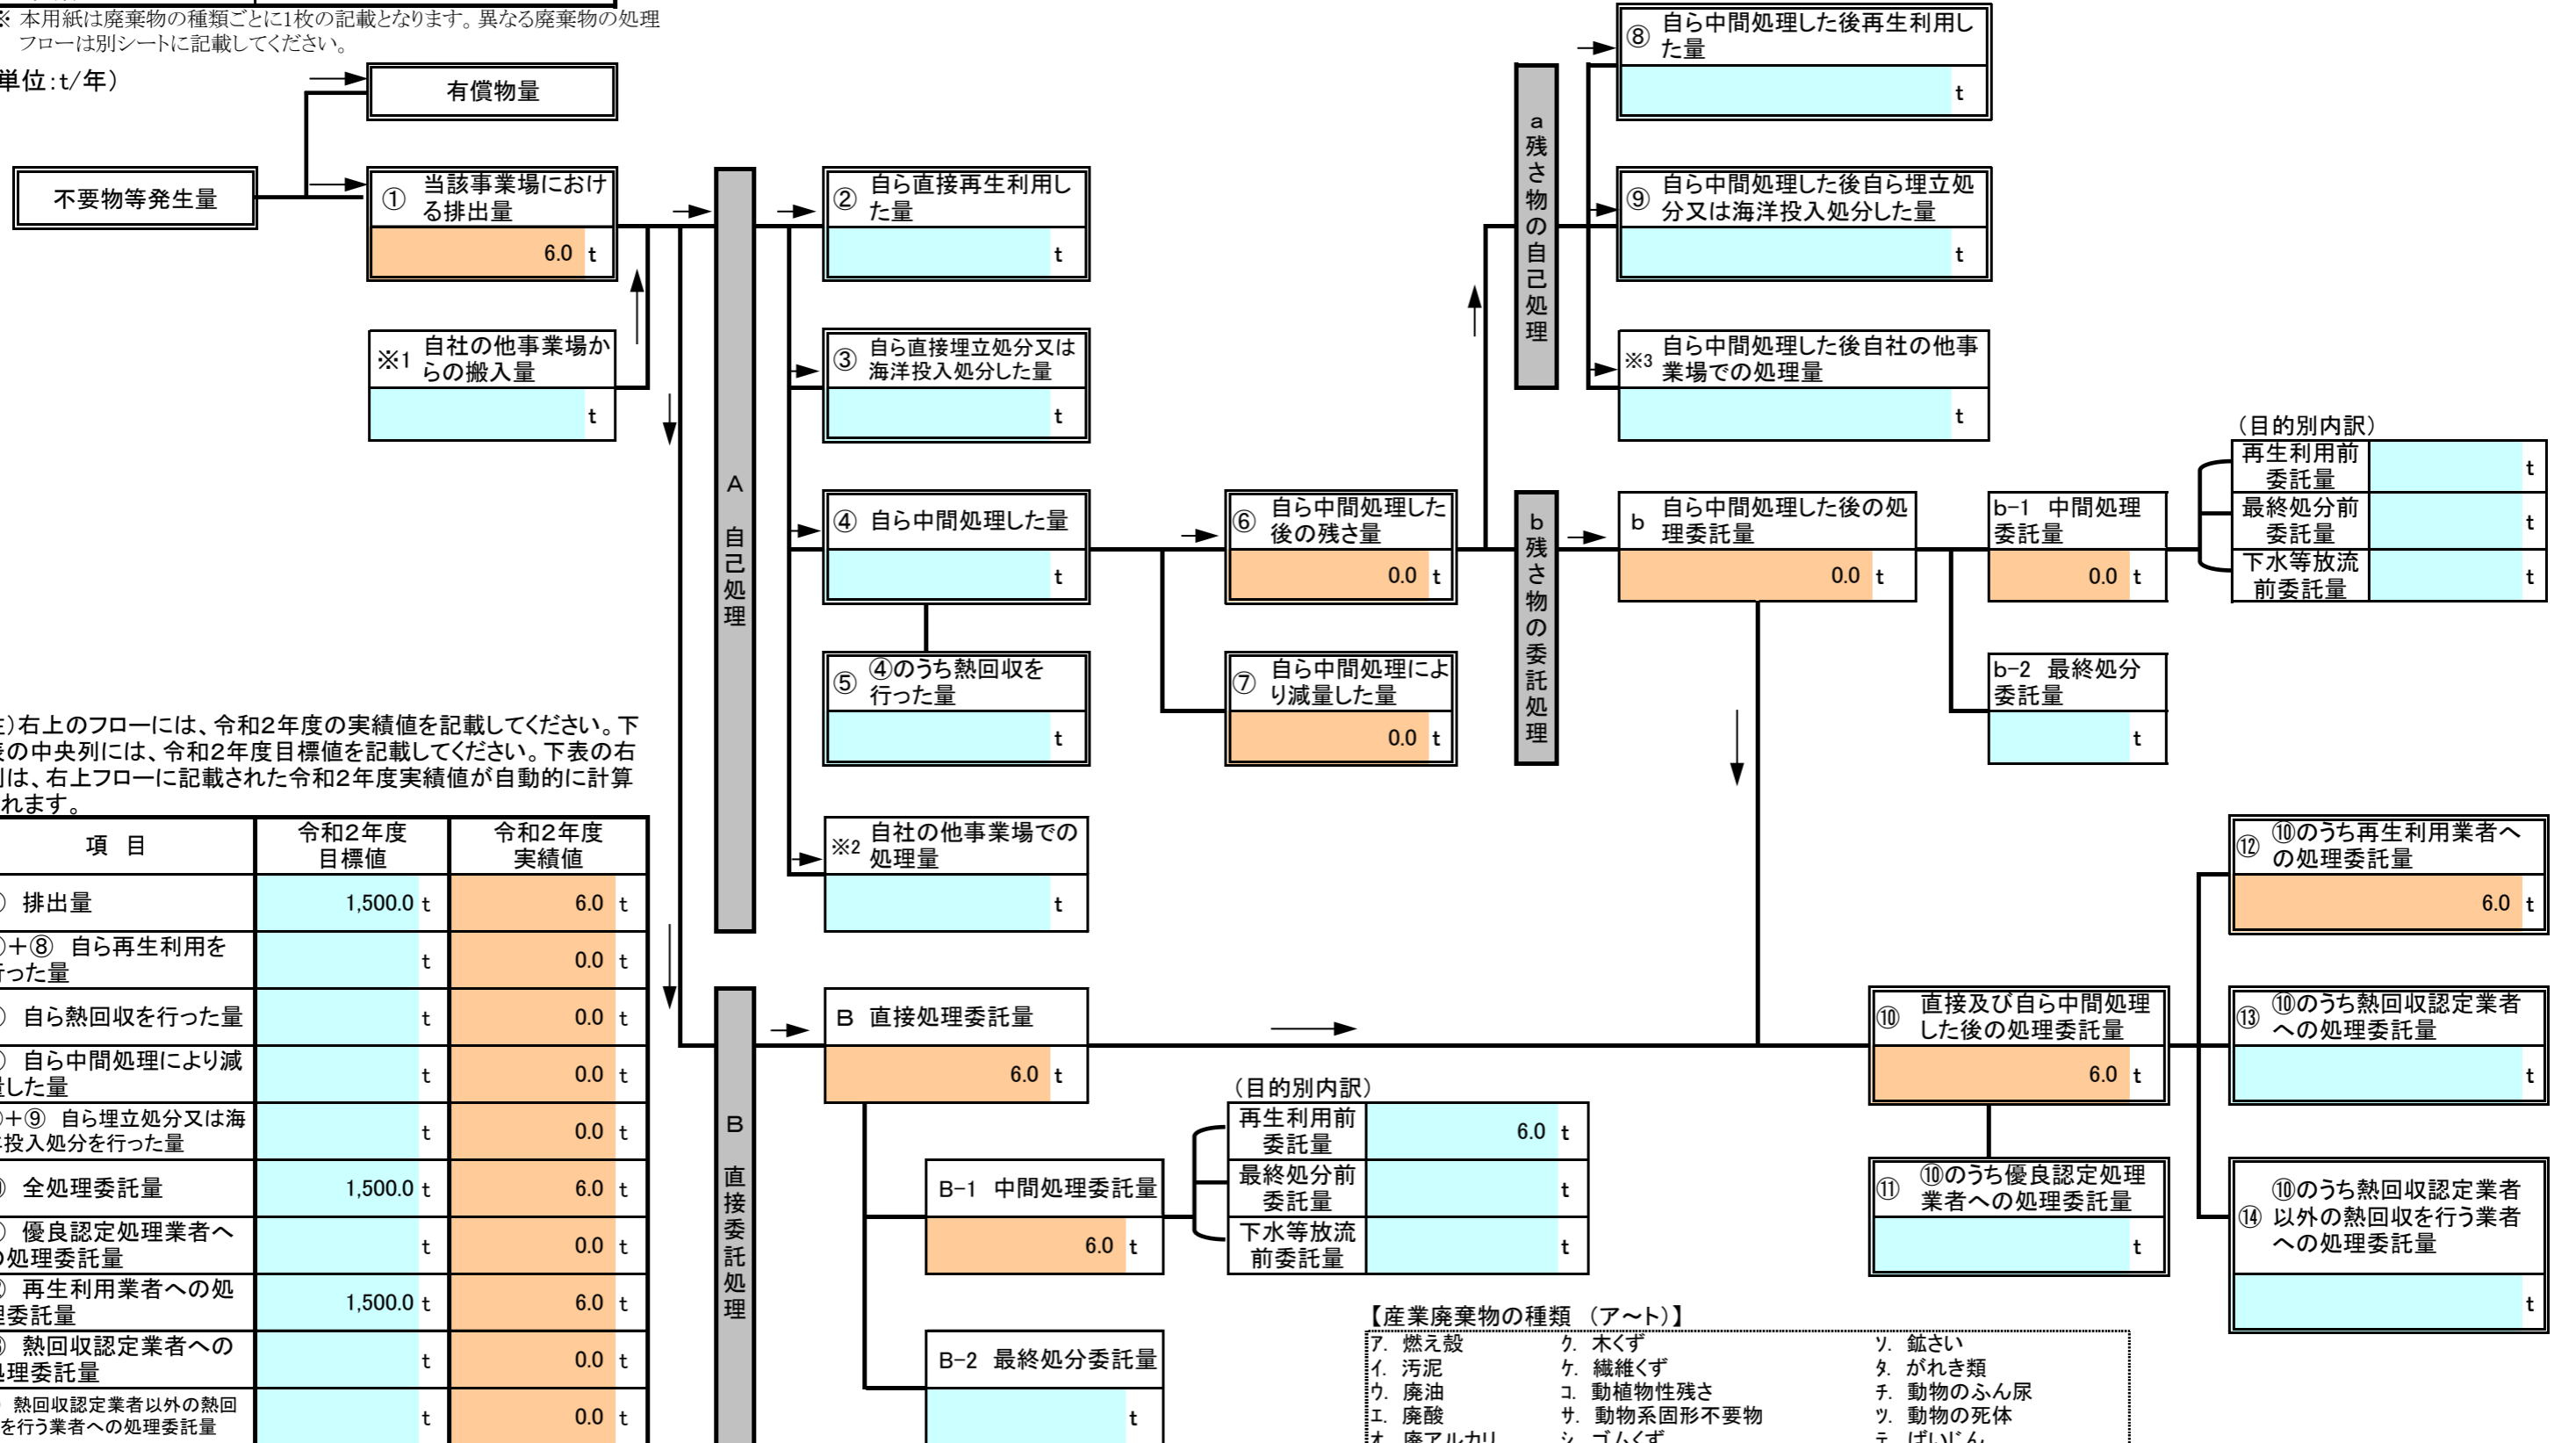 ※ 本用紙は廃棄物の種類ごとに1枚の記載となります。異なる廃棄物の処理
フローは別シートに記載してください。
単位:t/年)
有償物量
不要物等発生量
① 当該事業場におけ
る排出量
6.0 t
※1 自社の他事業場か
らの搬入量
t
A 自己処理
② 自ら直接再生利用し
た量
t
③ 自ら直接埋立処分又は
海洋投入処分した量
t
④ 自ら中間処理した量
t
⑤ ④のうち熱回収を
行った量
t
※2 自社の他事業場での
処理量
t
⑥ 自ら中間処理した
後の残さ量
0.0 t
⑦ 自ら中間処理によ
り減量した量
0.0 t
a残さ物の自己処理
⑧ 自ら中間処理した後再生利用し
た量
t
⑨ 自ら中間処理した後自ら埋立処
分又は海洋投入処分した量
t
※3 自ら中間処理した後自社の他事
業場での処理量
t
b残さ物の委託処理
b 自ら中間処理した後の処
理委託量
0.0 t
b-1 中間処理
委託量
0.0 t
b-2 最終処分
委託量
t
(目的別内訳)
再生利用前
委託量
t
最終処分前
委託量
t
下水等放流
前委託量
t
)右上のフローには、令和2年度の実績値を記載してください。下
の中央列には、令和2年度目標値を記載してください。下表の右
は、右上フローに記載された令和2年度実績値が自動的に計算
れます。
項 目 令和2年度 令和2年度
目標値 実績値
排出量 1,500.0 t 6.0 t
+⑧ 自ら再生利用を
った量 t 0.0 t
自ら熱回収を行った量 t 0.0 t
自ら中間処理により減
した量 t 0.0 t
+⑨ 自ら埋立処分又は海
投入処分を行った量 t 0.0 t
全処理委託量 1,500.0 t 6.0 t
優良認定処理業者へ
処理委託量 t 0.0 t
再生利用業者への処
委託量 1,500.0 t 6.0 t
熱回収認定業者への
理委託量 t 0.0 t
熱回収認定業者以外の熱回
を行う業者への処理委託量 t 0.0 t
B 直接委託処理
B 直接処理委託量
6.0 t
B-1 中間処理委託量
6.0 t
B-2 最終処分委託量
t
(目的別内訳)
再生利用前
委託量
6.0 t
最終処分前
委託量
t
下水等放流
前委託量
t
⑩ 直接及び自ら中間処理
した後の処理委託量
6.0 t
⑪ ⑩のうち優良認定処理
業者への処理委託量
t
⑫ ⑩のうち再生利用業者へ
の処理委託量
6.0 t
⑬ ⑩のうち熱回収認定業者
への処理委託量
t
⑭ ⑩のうち熱回収認定業者
以外の熱回収を行う業者
への処理委託量
t
【産業廃棄物の種類 (ア~ト)】
ア. 燃え殻 ク. 木くず ソ. 鉱さい
イ. 汚泥 ケ. 繊維くず タ. がれき類
ウ. 廃油 コ. 動植物性残さ チ. 動物のふん尿
エ. 廃酸 サ. 動物系固形不要物 ツ. 動物の死体
オ. 廃アルカリ シ. ゴムくず テ. ばいじん